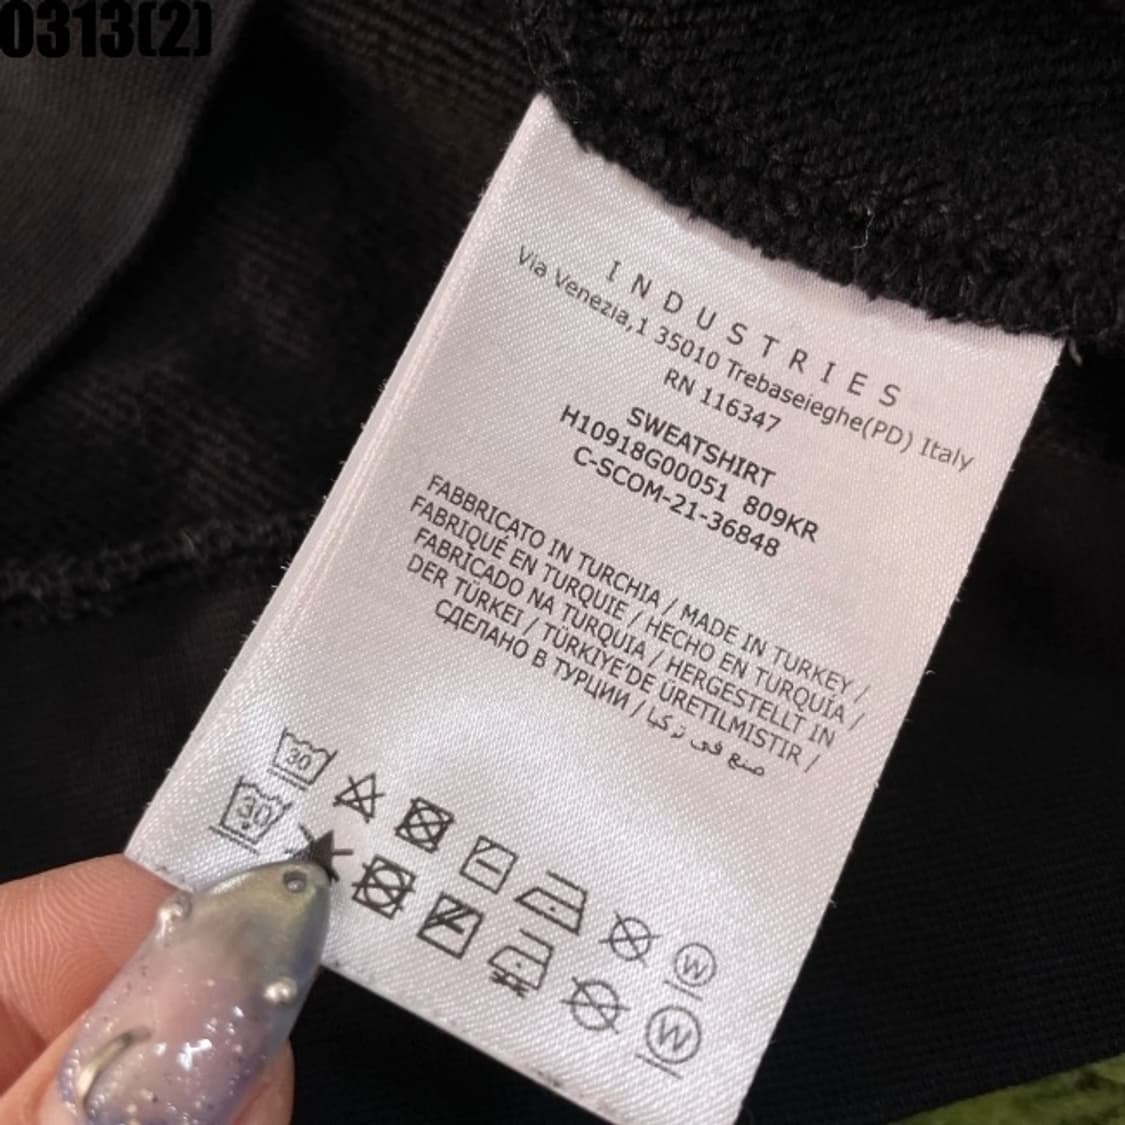 0313(2)
INDUSTRIES
Via Venezia,1 35010 Trebaseieghe(PD) Italy
RN 116347
SWEATSHIRT
H10918G00051 809KR
C-SCOM-21-36848
FABBRICATO IN TURCHIA / MADE IN TURKEY /
FABRIQUÉ EN TURQUIE / HECHO EN TURQUÍA /
FABRICADO NA TURQUIA / HERGESTELLT IN
DER TÜRKEI / TÜRKIYE'DE ÜRETILMISTIR /
СДЕЛАНО В ТУРЦИИ / صنع في تركيا
30
W
30
W